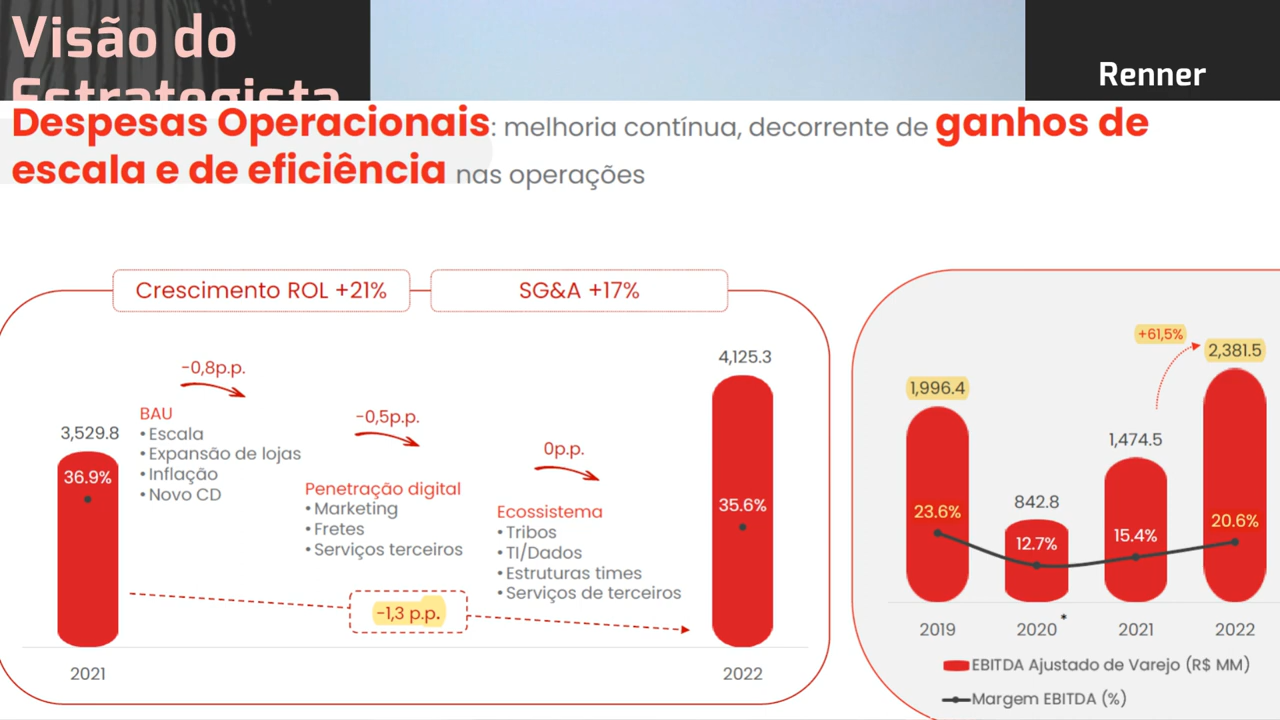 Visão do
Estrategista
Renner
Despesas Operacionais: melhoria contínua, decorrente de ganhos de
escala e de eficiência nas operações
Crescimento ROL +21%
SG&A +17%
3,529.8
36.9%
2021
-0,8p.p.
BAU
• Escala
• Expansão de lojas
• Inflação
• Novo CD
-0,5p.p.
Penetração digital
• Marketing
• Fretes
• Serviços terceiros
0p.p.
Ecossistema
• Tribos
• TI/Dados
• Estruturas times
• Serviços de terceiros
-1,3 p.p.
4,125.3
35.6%
2022
+61,5%
1,996.4
842.8
1,474.5
2,381.5
23.6%
12.7%
15.4%
20.6%
2019
2020*
2021
2022
EBITDA Ajustado de Varejo (R$ MM)
Margem EBITDA (%)